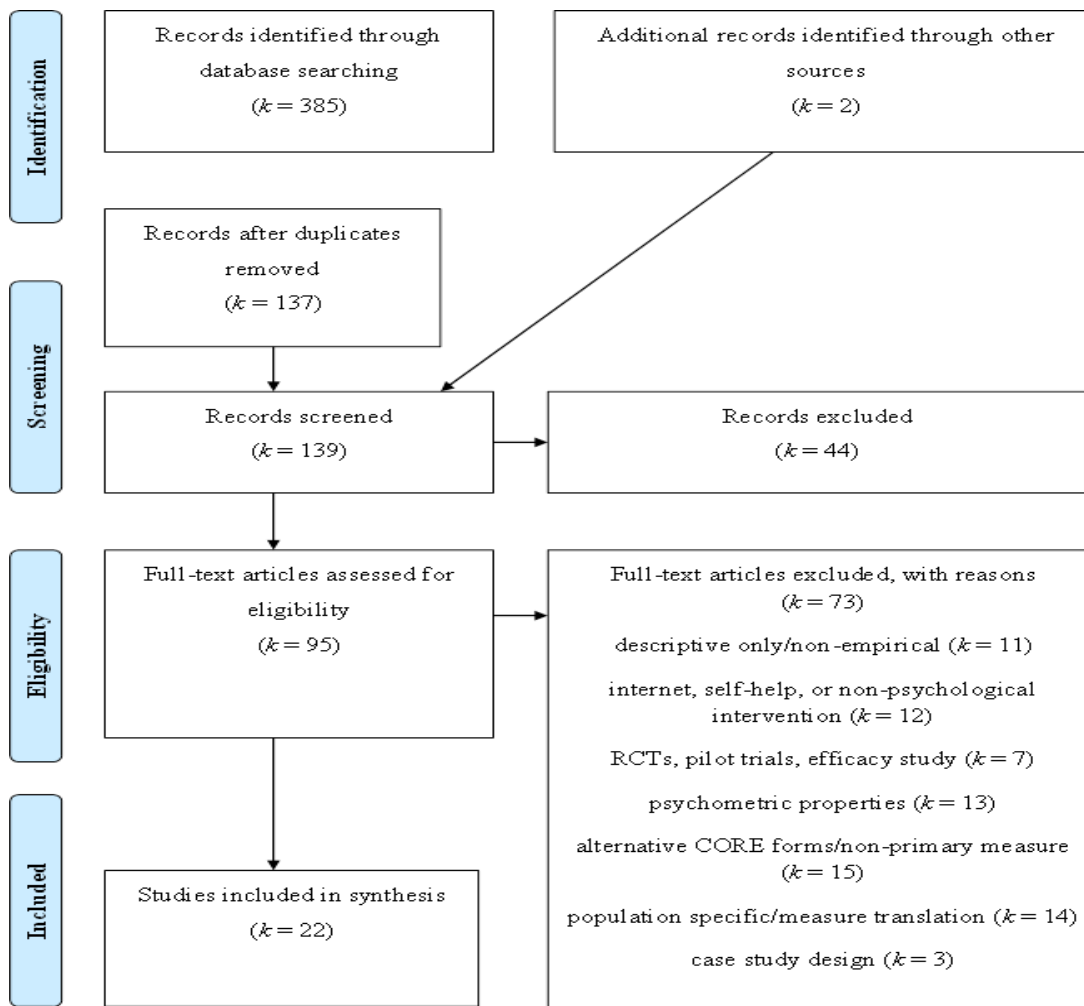 Identification
Records identified through
database searching
(k = 385)
Additional records identified through other
sources
(k = 2)
Records after duplicates
removed
(k = 137)
Screening
Records screened
(k = 139)
Records excluded
(k = 44)
Eligibility
Full-text articles assessed for
eligibility
(k = 95)
Full-text articles excluded, with reasons
(k = 73)
descriptive only/non-empirical (k = 11)
internet, self-help, or non-psychological
intervention (k = 12)
RCTs, pilot trials, efficacy study (k = 7)
psychometric properties (k = 13)
alternative CORE forms/non-primary measure
(k = 15)
population specific/measure translation (k = 14)
case study design (k = 3)
Included
Studies included in synthesis
(k = 22)